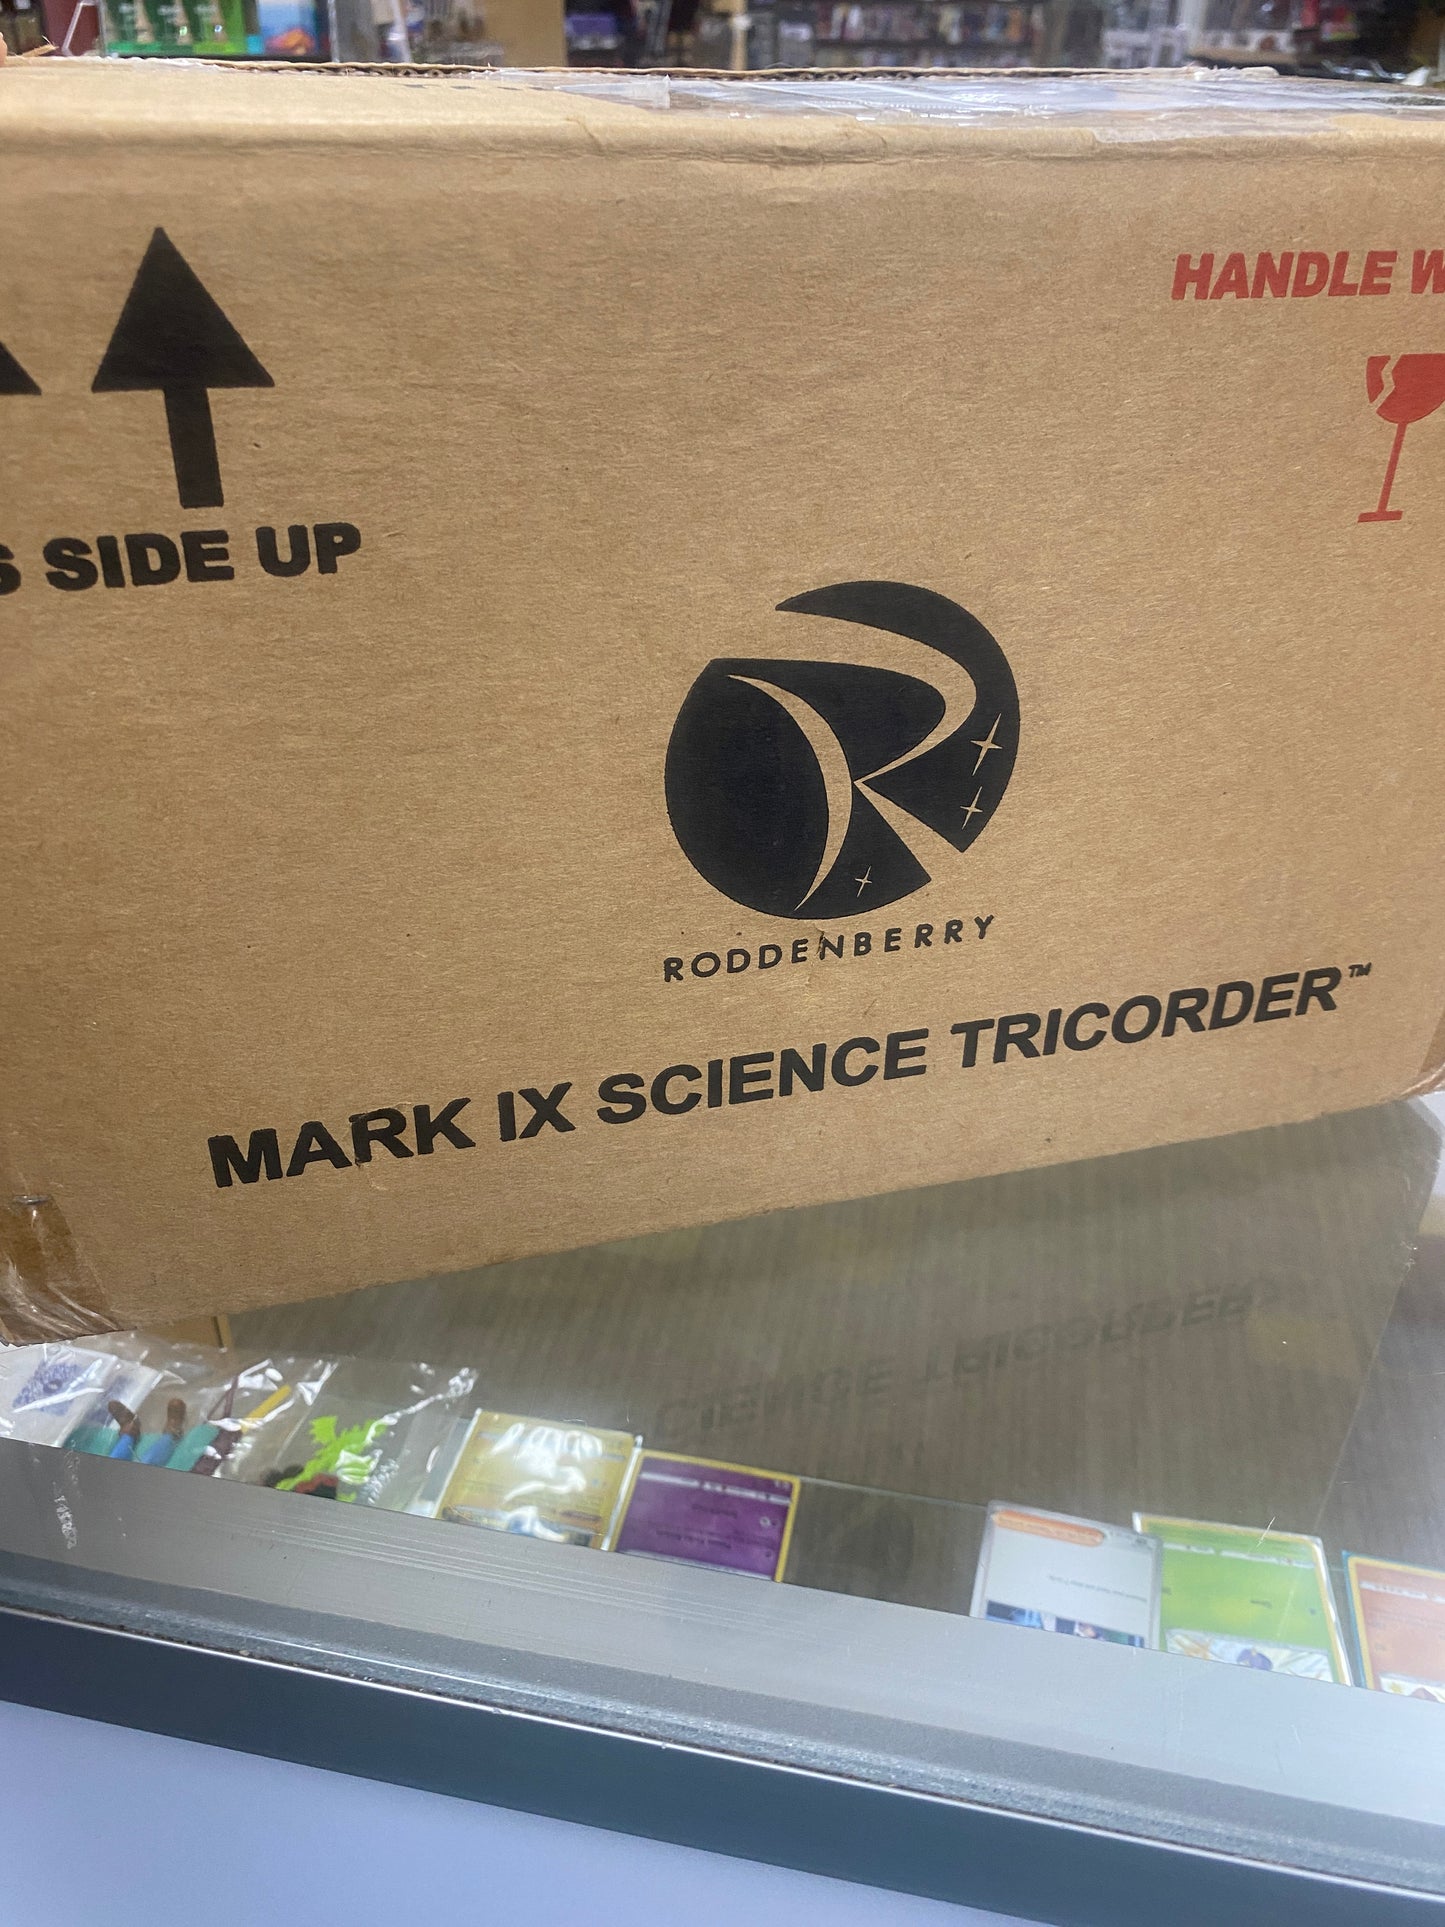 HANDLE W
S SIDE UP
RODDENBERRY
MARK IX SCIENCE TRICORDER™